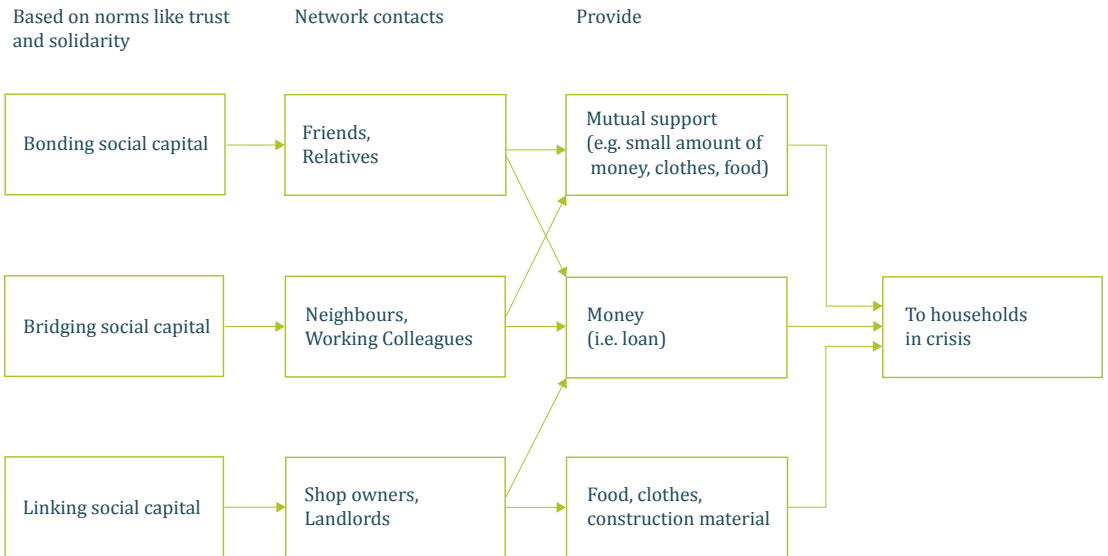 Based on norms like trust
and solidarity
Network contacts
Provide
Bonding social capital
Friends,
Relatives
Mutual support
(e.g. small amount of
money, clothes, food)
Bridging social capital
Neighbours,
Working Colleagues
Money
(i.e. loan)
To households
in crisis
Linking social capital
Shop owners,
Landlords
Food, clothes,
construction material